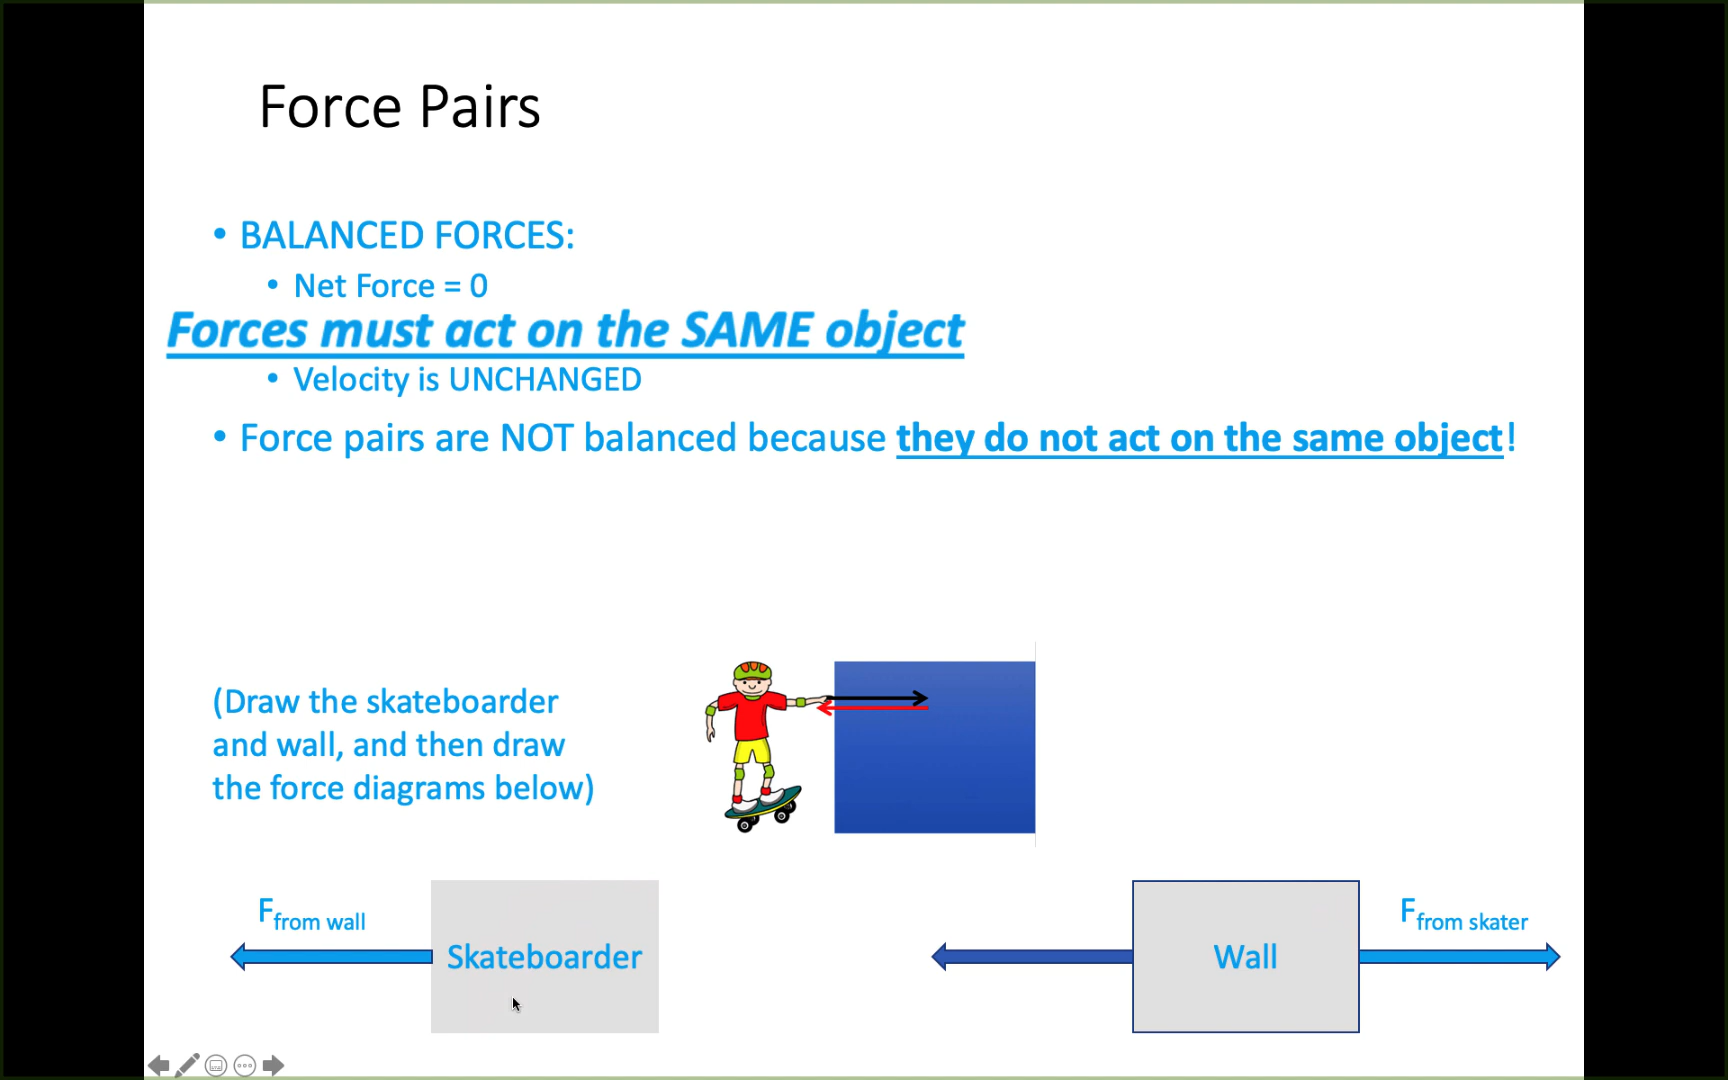 Force Pairs
• BALANCED FORCES:
• Net Force = 0
Forces must act on the SAME object
• Velocity is UNCHANGED
• Force pairs are NOT balanced because they do not act on the same object!
(Draw the skateboarder
and wall, and then draw
the force diagrams below)
F from wall
Skateboarder
Wall
F from skater